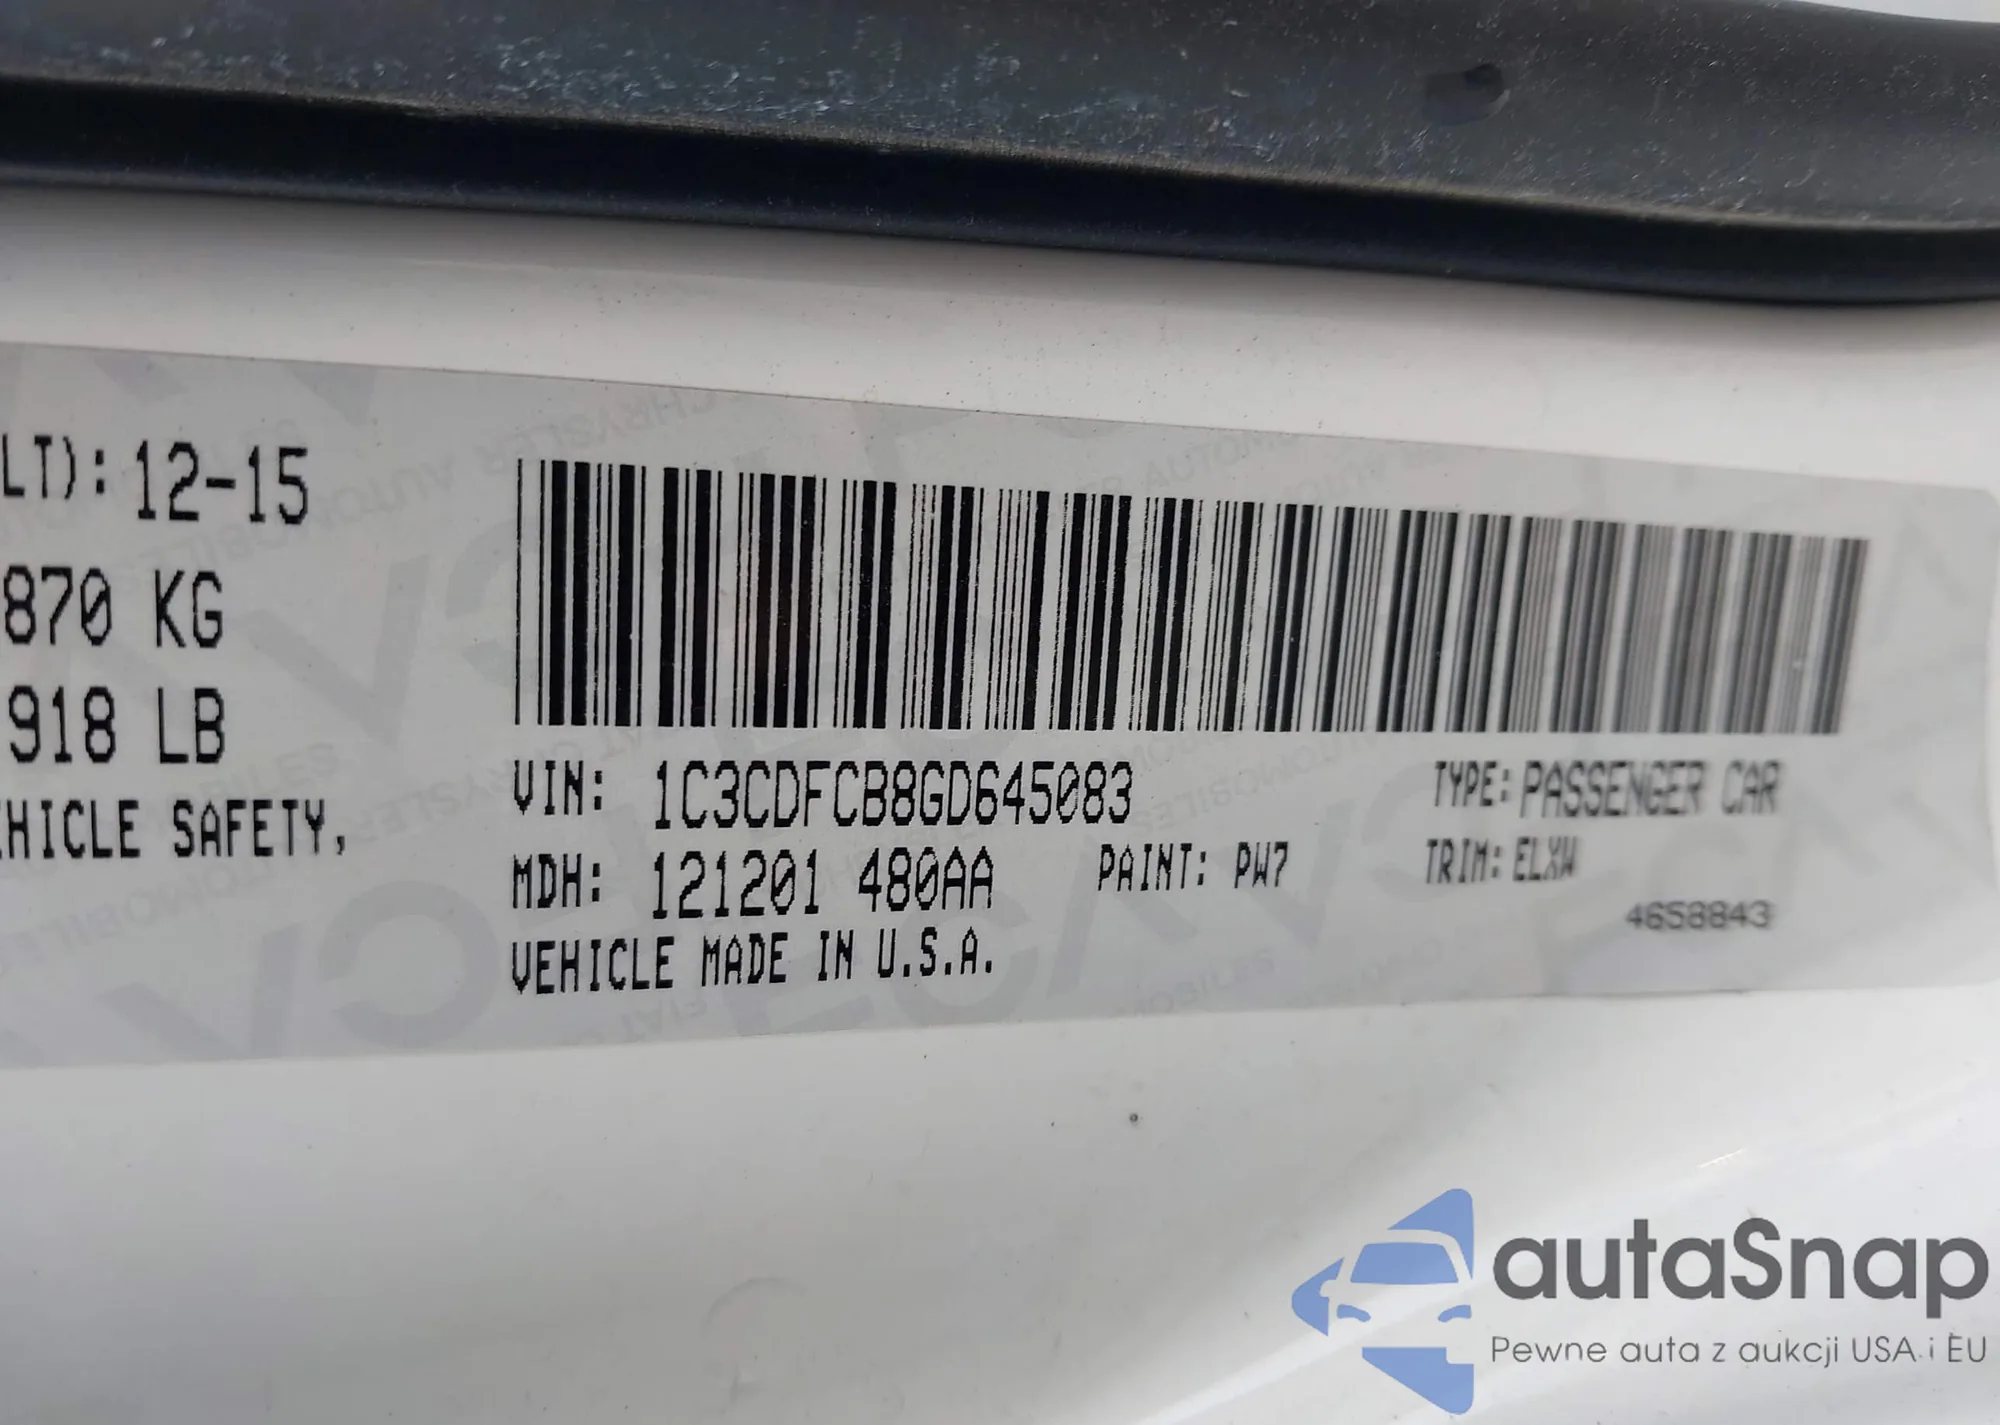 LT): 12-15
870 KG
918 LB
HICLE SAFETY,
VIN: 1C3CDFCB8GD645083
TYPE: PASSENGER CAR
MDH: 121201 480AA
PAINT: PW7
TRIM: ELXW
4658843
VEHICLE MADE IN U.S.A.
autaSnap
Pewne auta z aukcji USA i EU